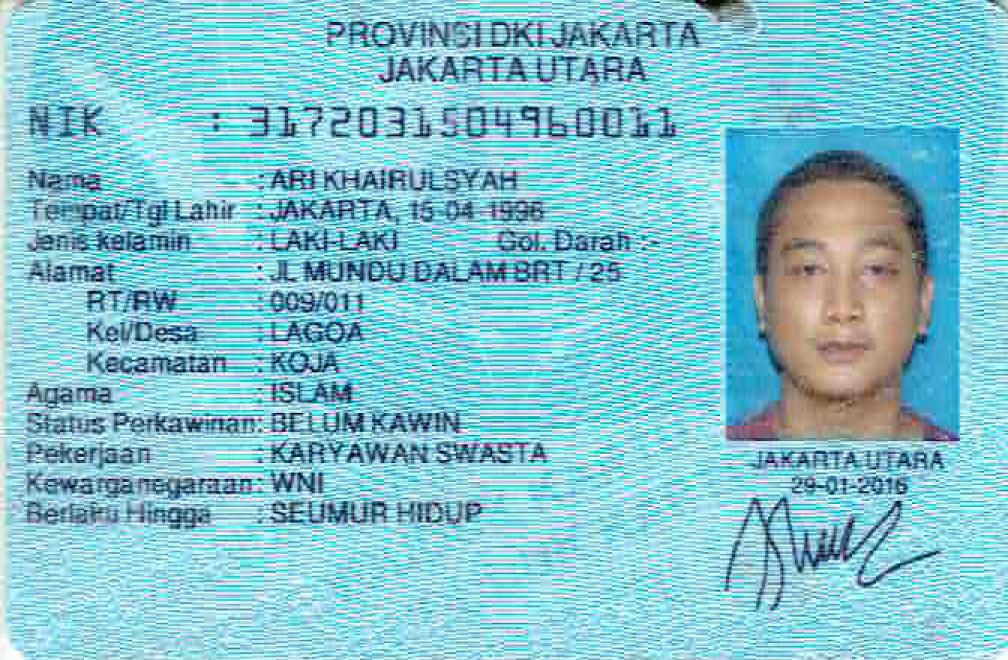 PROVINSI DKI JAKARTA
JAKARTA UTARA
NIK : 3172031504960011
Nama : ARI KHAIRULSYAH
Tempat/Tgl Lahir : JAKARTA, 15-04-1996
Jenis kelamin : LAKI-LAKI Gol. Darah :-
Alamat : JL MUNDU DALAM BRT / 25
RT/RW : 009/011
Kel/Desa : LAGOA
Kecamatan : KOJA
Agama : ISLAM
Status Perkawinan: BELUM KAWIN
Pekerjaan : KARYAWAN SWASTA
Kewarganegaraan: WNI
Berlaku Hingga : SEUMUR HIDUP
JAKARTA UTARA
29-01-2016